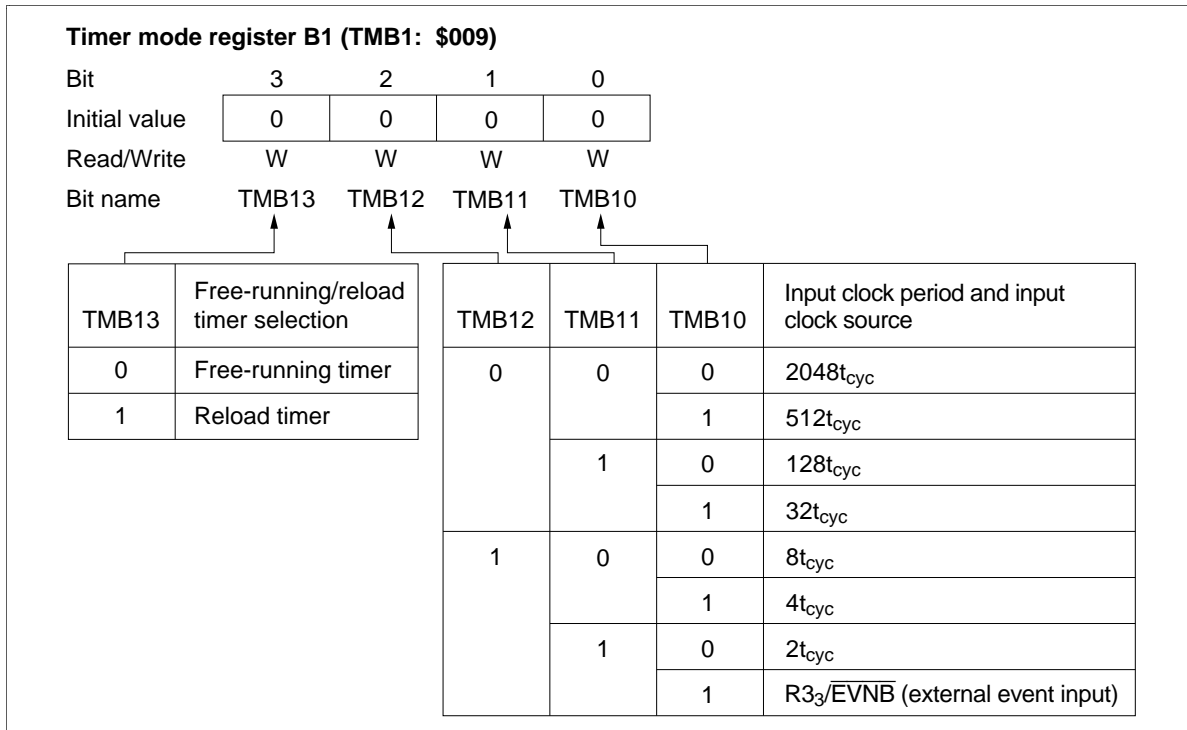 Timer mode register B1 (TMB1: $009)
Bit 3 2 1 0
Initial value 0 0 0 0
Read/Write W W W W
Bit name TMB13 TMB12 TMB11 TMB10
TMB13 Free-running/reload timer selection
0 Free-running timer
1 Reload timer
TMB12 TMB11 TMB10 Input clock period and input clock source
0 0 0 2048tcyc
1 512tcyc
1 0 128tcyc
1 32tcyc
1 0 0 8tcyc
1 4tcyc
1 0 2tcyc
1 R33/EVNB (external event input)